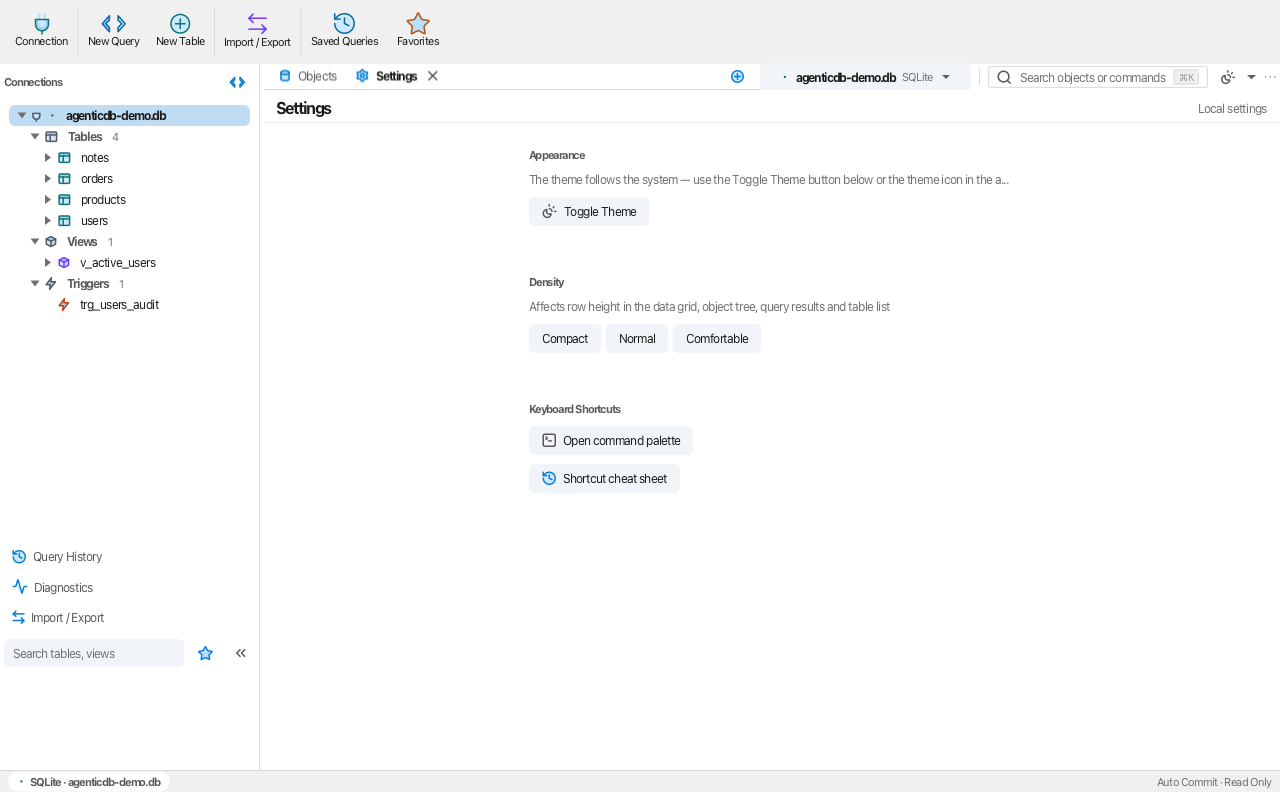 Connection
New Query
New Table
Import / Export
Saved Queries
Favorites
Connections
Objects
Settings
agenticdb-demo.db SQLite
Search objects or commands ⌘K
agenticdb-demo.db
Tables 4
notes
orders
products
users
Views 1
v_active_users
Triggers 1
trg_users_audit
Settings
Local settings
Appearance
The theme follows the system — use the Toggle Theme button below or the theme icon in the a...
Toggle Theme
Density
Affects row height in the data grid, object tree, query results and table list
Compact
Normal
Comfortable
Keyboard Shortcuts
Open command palette
Shortcut cheat sheet
Query History
Diagnostics
Import / Export
Search tables, views
SQLite · agenticdb-demo.db
Auto Commit · Read Only